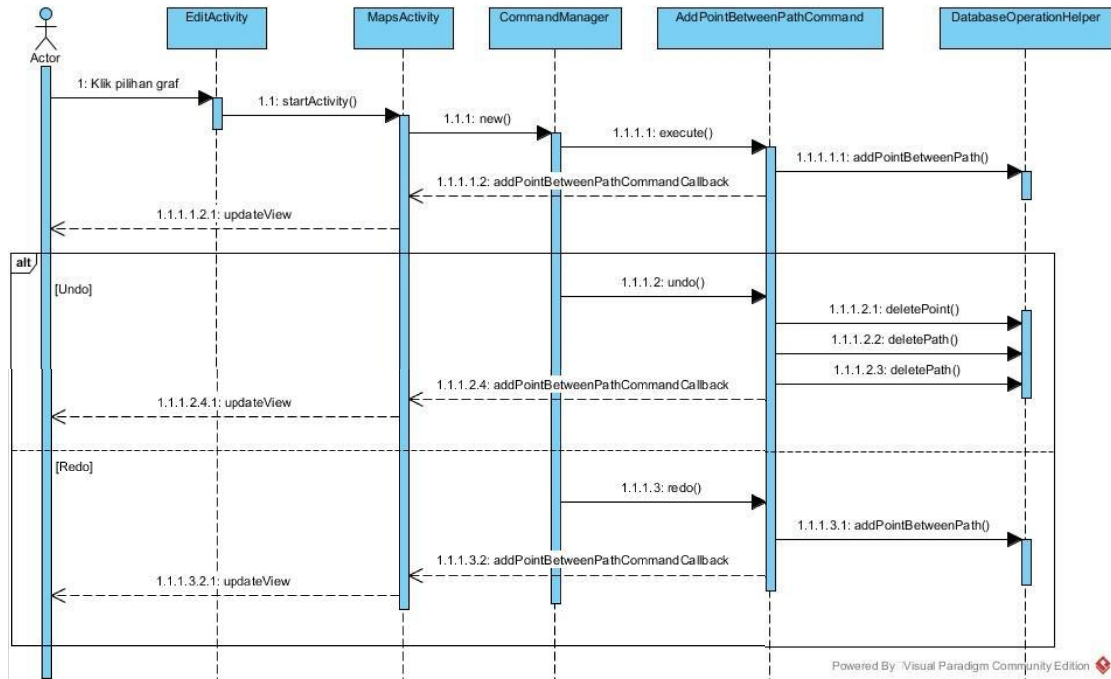 EditActivity
MapsActivity
CommandManager
AddPointBetweenPathCommand
DatabaseOperationHelper
Actor
1: Klik pilihan graf
1.1: startActivity()
1.1.1: new()
1.1.1.1: execute()
1.1.1.1.1: addPointBetweenPath()
1.1.1.1.2: addPointBetweenPathCommandCallback
1.1.1.1.2.1: updateView
alt
[Undo]
1.1.1.2: undo()
1.1.1.2.1: deletePoint()
1.1.1.2.2: deletePath()
1.1.1.2.3: deletePath()
1.1.1.2.4: addPointBetweenPathCommandCallback
1.1.1.2.4.1: updateView
[Redo]
1.1.1.3: redo()
1.1.1.3.1: addPointBetweenPath()
1.1.1.3.2: addPointBetweenPathCommandCallback
1.1.1.3.2.1: updateView
Powered By Visual Paradigm Community Edition